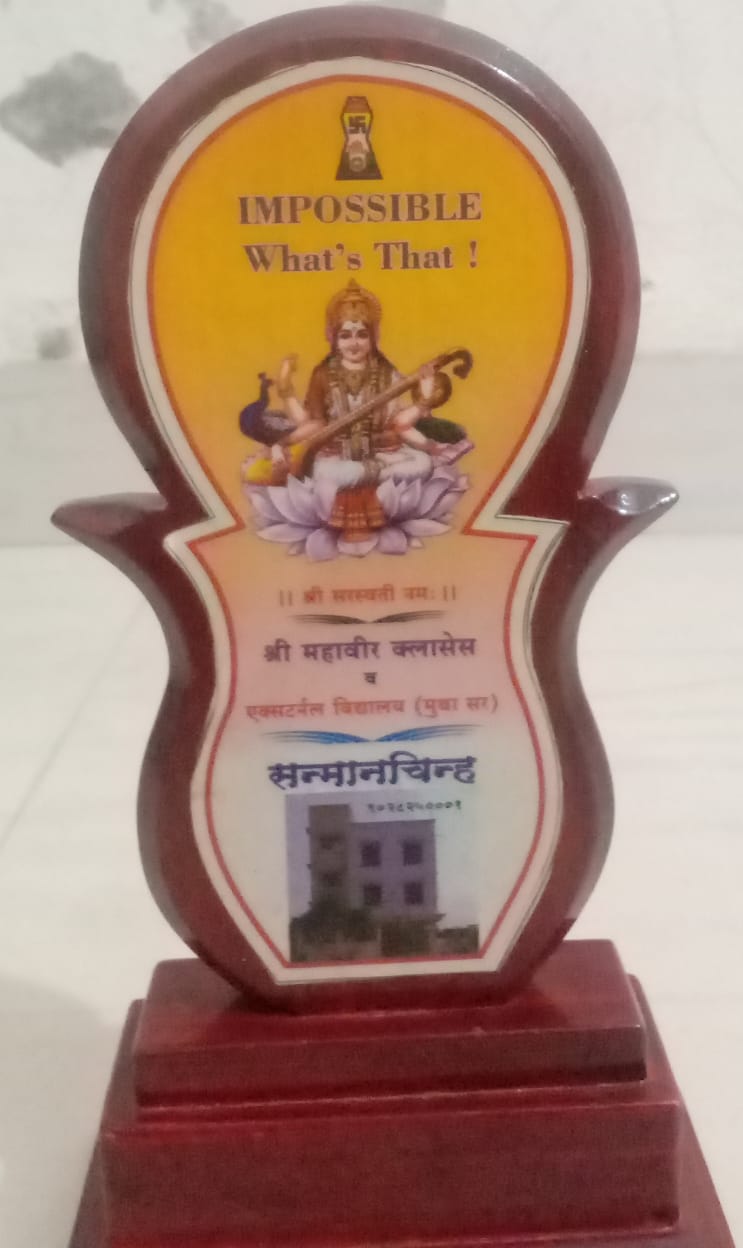 IMPOSSIBLE
What's That !
|| श्री सरस्वती नमः ||
श्री महावीर क्लासेस
व
एक्सटर्नल विद्यालय (मुथा सर)
सन्मानचिन्ह